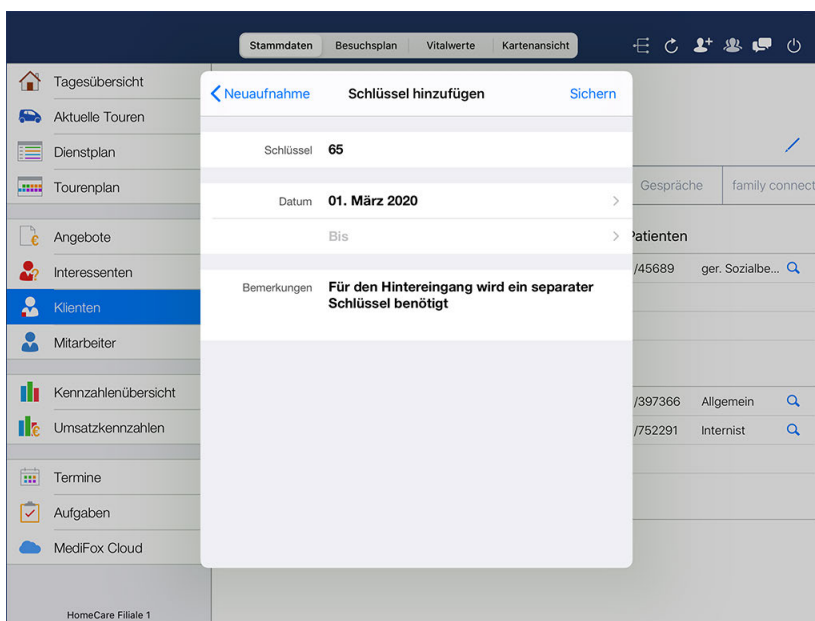 Stammdaten Besuchsplan Vitalwerte Kartenansicht
Tagesübersicht
Aktuelle Touren
Dienstplan
Tourenplan
Angebote
Interessenten
Klienten
Mitarbeiter
Kennzahlenübersicht
Umsatzkennzahlen
Termine
Aufgaben
MediFox Cloud
HomeCare Filiale 1
Neuaufnahme Schlüssel hinzufügen Sichern
Schlüssel 65
Datum 01. März 2020
Bis
Bemerkungen Für den Hintereingang wird ein separater
Schlüssel benötigt
Gespräche family connect
Patienten
/45689 ger. Sozialbe...
/397366 Allgemein
/752291 Internist